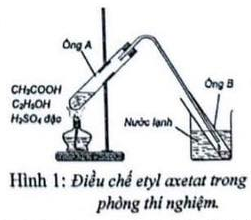 Ống A
CH₃COOH
C₂H₅OH
H₂SO₄ đặc
Ống B
Nước lạnh
Hình 1: Điều chế etyl axetat trong
phòng thí nghiệm.